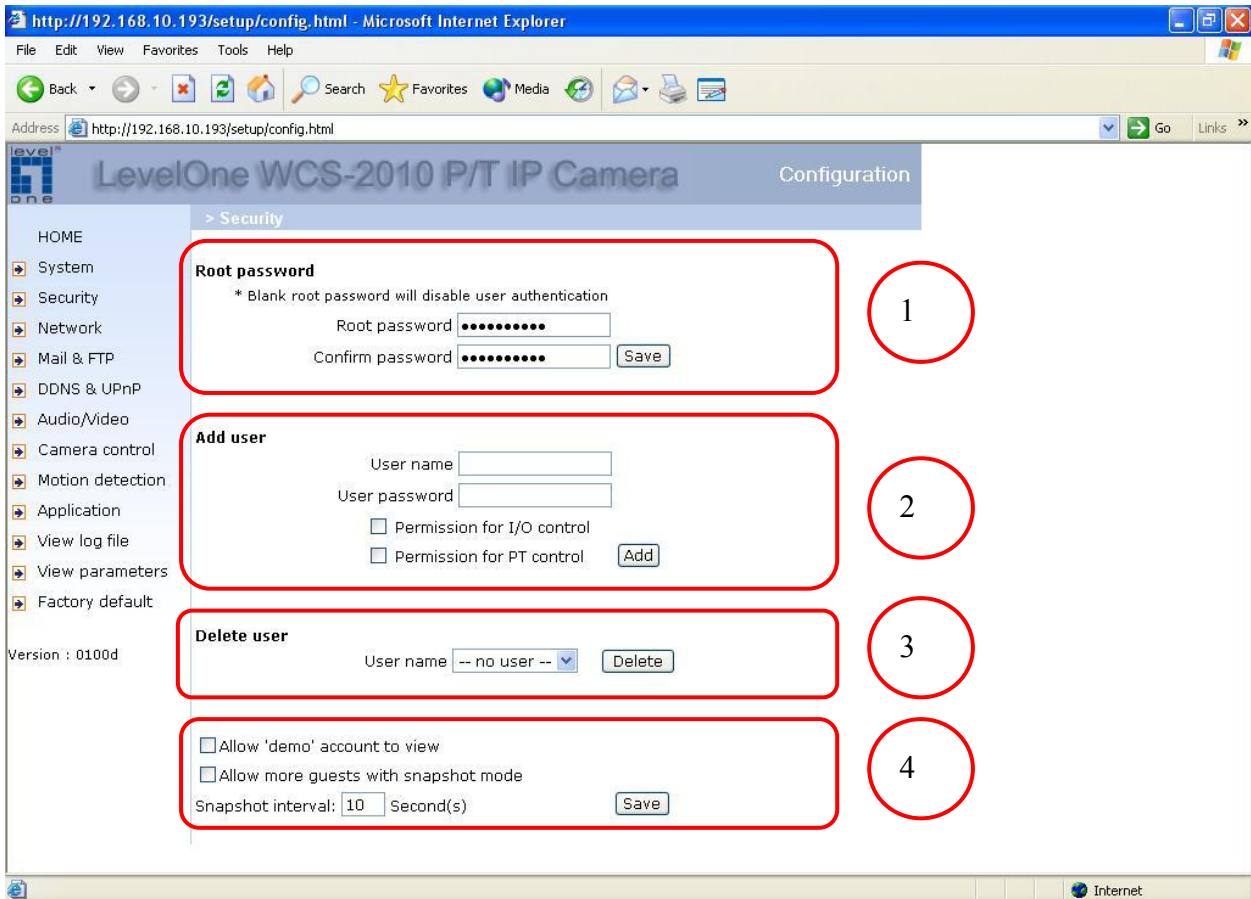 http://192.168.10.193/setup/config.html - Microsoft Internet Explorer
File Edit View Favorites Tools Help
Back Search Favorites Media
Address http://192.168.10.193/setup/config.html Go Links »
level one
LevelOne WCS-2010 P/T IP Camera Configuration
> Security
HOME
System
Security
Network
Mail & FTP
DDNS & UPnP
Audio/Video
Camera control
Motion detection
Application
View log file
View parameters
Factory default
Version : 0100d
Root password
* Blank root password will disable user authentication
Root password ●●●●●●●●●●
Confirm password ●●●●●●●●●● Save
1
Add user
User name
User password
Permission for I/O control
Permission for PT control Add
2
Delete user
User name -- no user -- Delete
3
Allow 'demo' account to view
Allow more guests with snapshot mode
Snapshot interval: 10 Second(s) Save
4
Internet